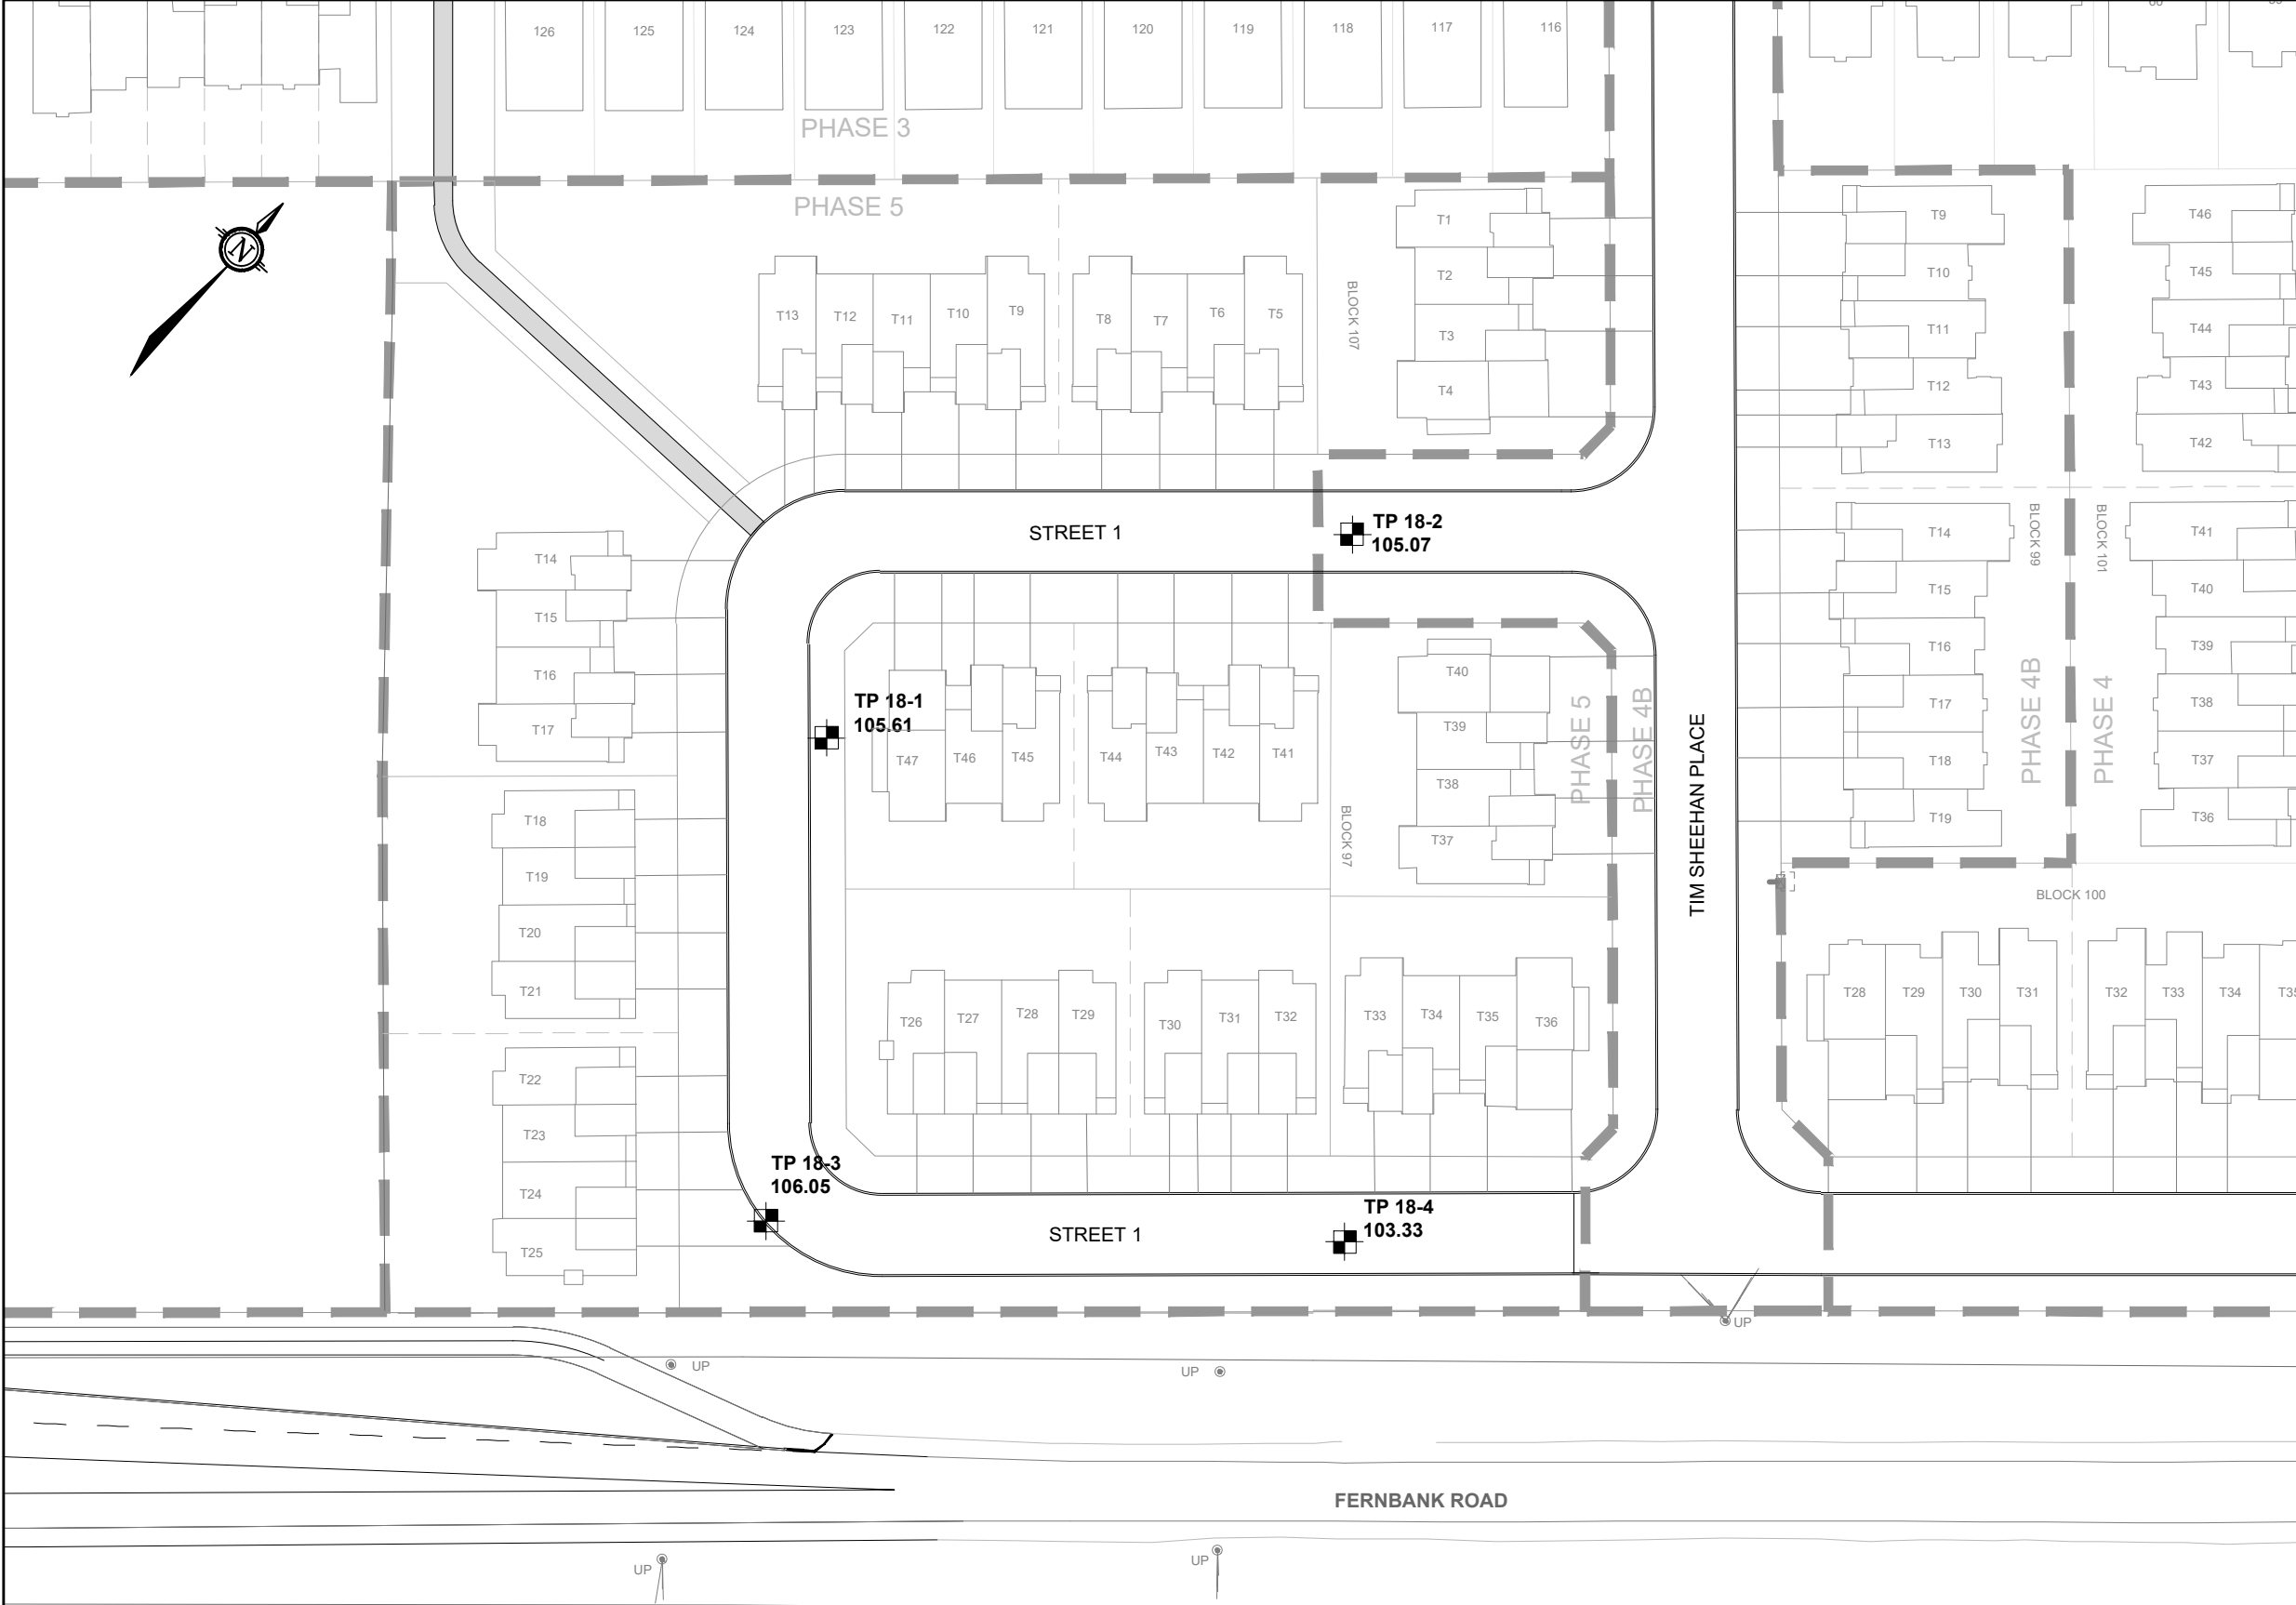 126
125
124
123
122
121
120
119
118
117
116
PHASE 3
PHASE 5
N
T13
T12
T11
T10
T9
T8
T7
T6
T5
BLOCK 107
T1
T2
T3
T4
T9
T10
T11
T12
T13
T46
T45
T44
T43
T42
STREET 1
TP 18-2
105.07
T14
T15
T16
T17
TP 18-1
105.61
T47
T46
T45
T44
T43
T42
T41
BLOCK 97
T40
T39
T38
T37
PHASE 5
PHASE 4B
TIM SHEEHAN PLACE
T14
T15
T16
T17
T18
T19
BLOCK 99
PHASE 4B
BLOCK 101
PHASE 4
T41
T40
T39
T38
T37
T36
BLOCK 100
T18
T19
T20
T21
T22
T23
T24
T25
T26
T27
T28
T29
T30
T31
T32
T33
T34
T35
T36
T28
T29
T30
T31
T32
T33
T34
TP 18-3
106.05
STREET 1
TP 18-4
103.33
UP
UP
UP
FERNBANK ROAD
UP
UP